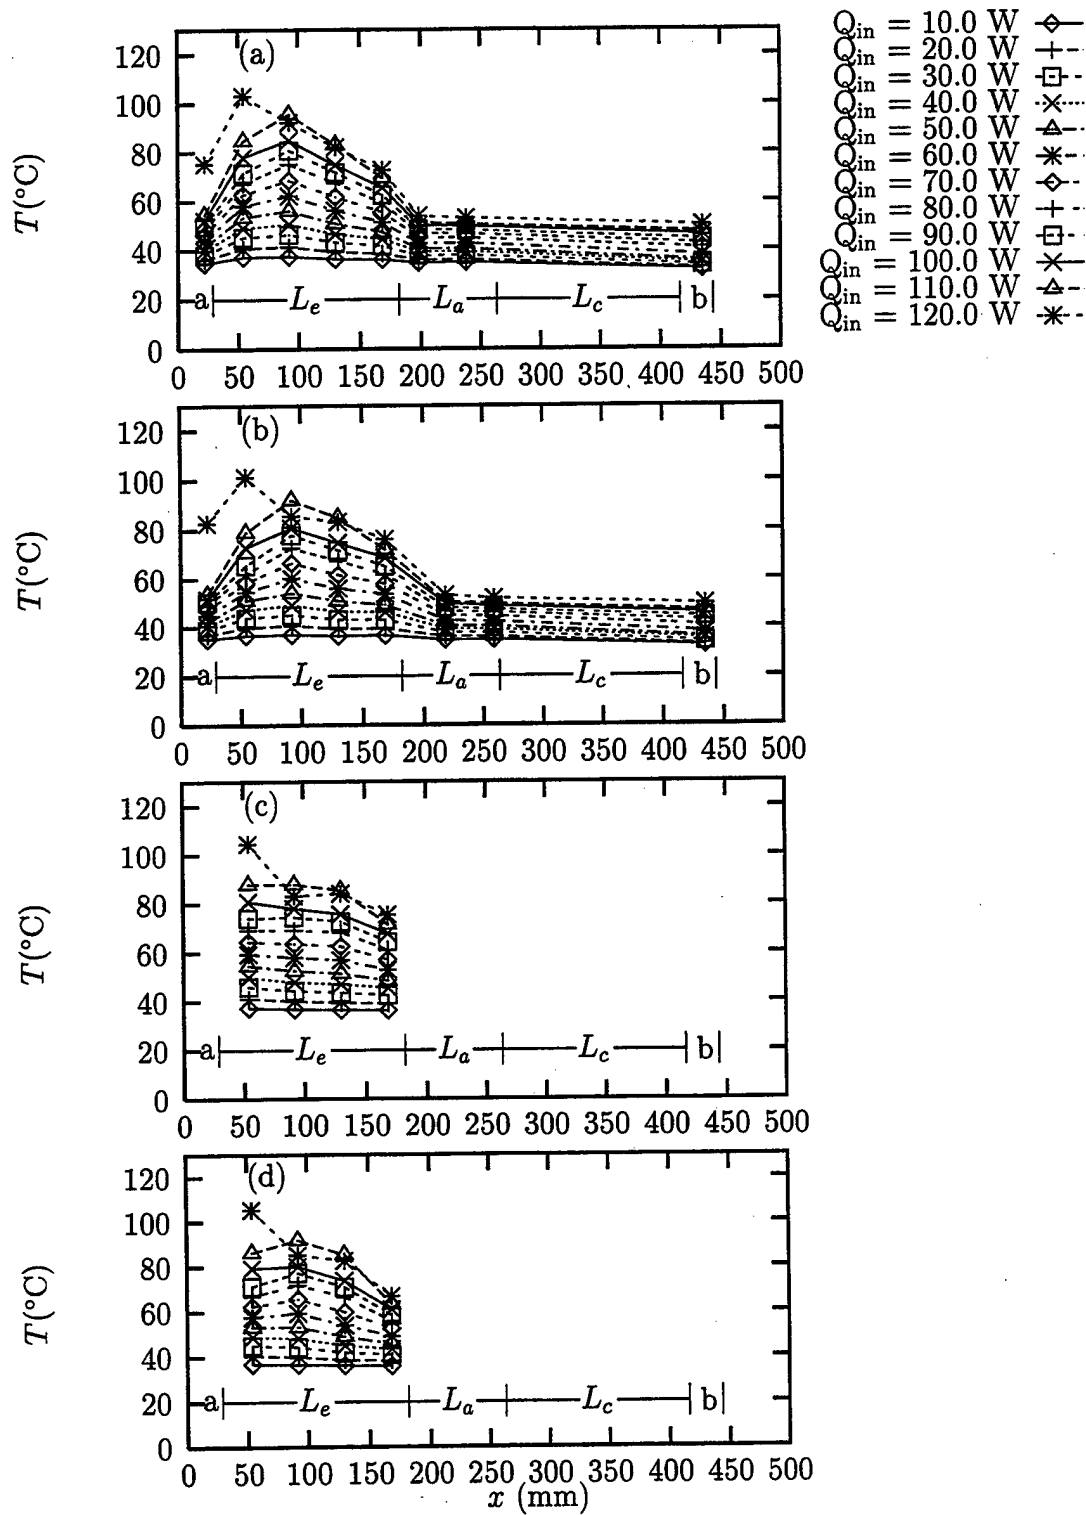 Q_in = 10.0 W
Q_in = 20.0 W
Q_in = 30.0 W
Q_in = 40.0 W
Q_in = 50.0 W
Q_in = 60.0 W
Q_in = 70.0 W
Q_in = 80.0 W
Q_in = 90.0 W
Q_in = 100.0 W
Q_in = 110.0 W
Q_in = 120.0 W
(a)
T(°C)
120
100
80
60
40
20
0
a L_e L_a L_c b
0 50 100 150 200 250 300 350 400 450 500
(b)
T(°C)
120
100
80
60
40
20
0
a L_e L_a L_c b
0 50 100 150 200 250 300 350 400 450 500
(c)
T(°C)
120
100
80
60
40
20
0
a L_e L_a L_c b
0 50 100 150 200 250 300 350 400 450 500
(d)
T(°C)
120
100
80
60
40
20
0
a L_e L_a L_c b
0 50 100 150 200 250 300 350 400 450 500
x (mm)